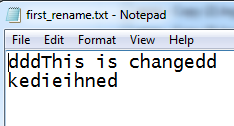 first_rename.txt - Notepad
File Edit Format View Help
dddThis is changedd
kedieihned